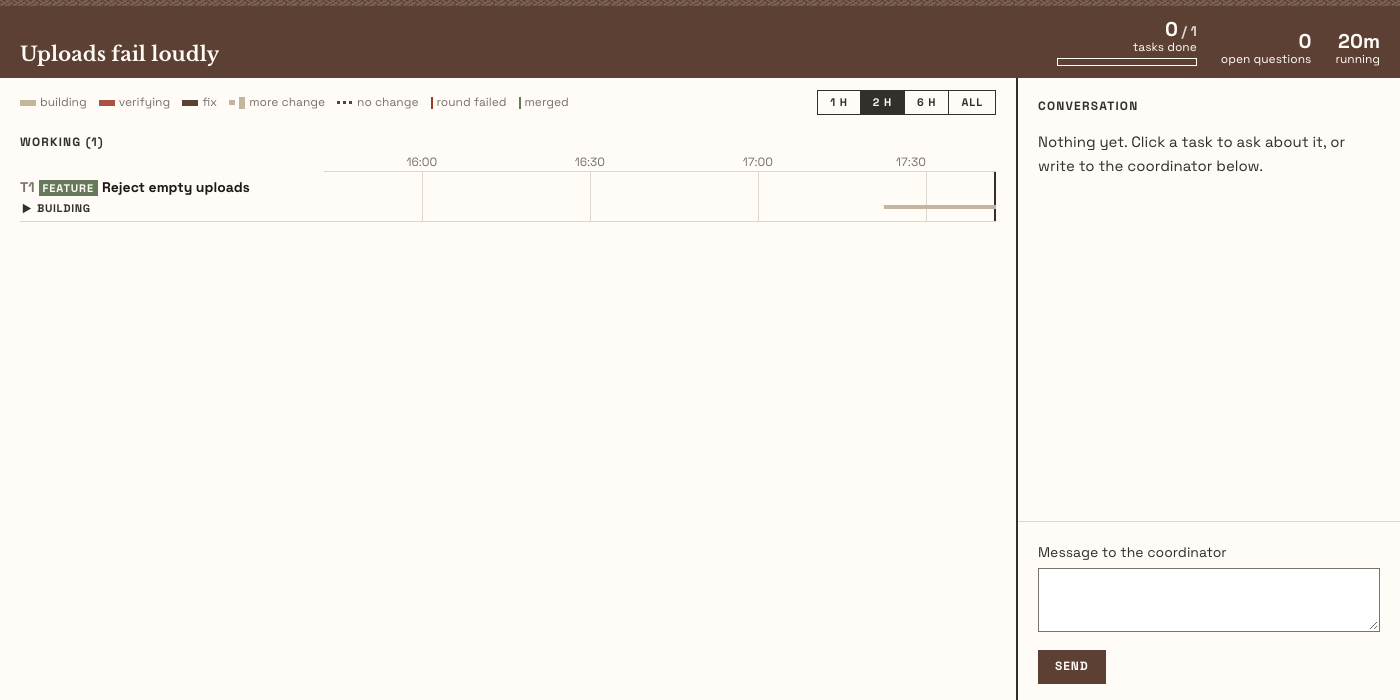 Uploads fail loudly
0 / 1
tasks done
0
open questions
20m
running
building verifying fix more change no change round failed merged
1 H 2 H 6 H ALL
WORKING (1)
16:00 16:30 17:00 17:30
T1 FEATURE Reject empty uploads
▶ BUILDING
CONVERSATION
Nothing yet. Click a task to ask about it, or
write to the coordinator below.
Message to the coordinator
SEND